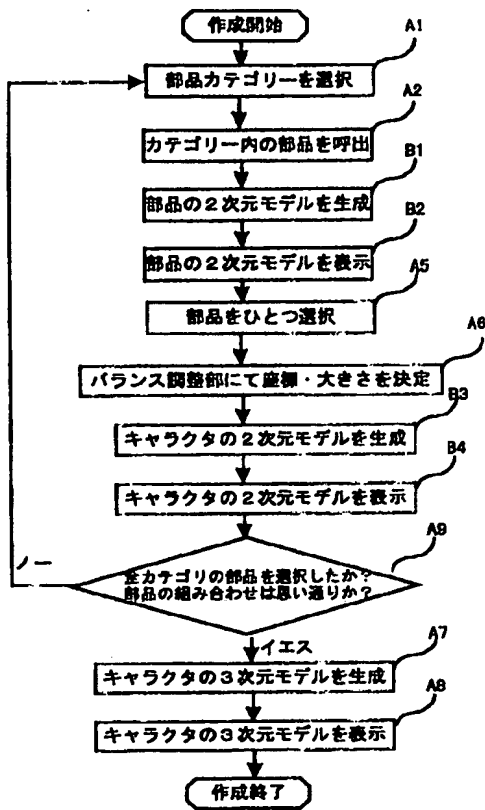 作成開始
A1
部品カテゴリーを選択
A2
カテゴリー内の部品を呼出
B1
部品の2次元モデルを生成
B2
部品の2次元モデルを表示
A5
部品をひとつ選択
A6
バランス調整部にて座標・大きさを決定
B3
キャラクタの2次元モデルを生成
B4
キャラクタの2次元モデルを表示
A9
ノー
全カテゴリの部品を選択したか?
部品の組み合わせは思い通りか?
イエス
A7
キャラクタの3次元モデルを生成
A8
キャラクタの3次元モデルを表示
作成終了